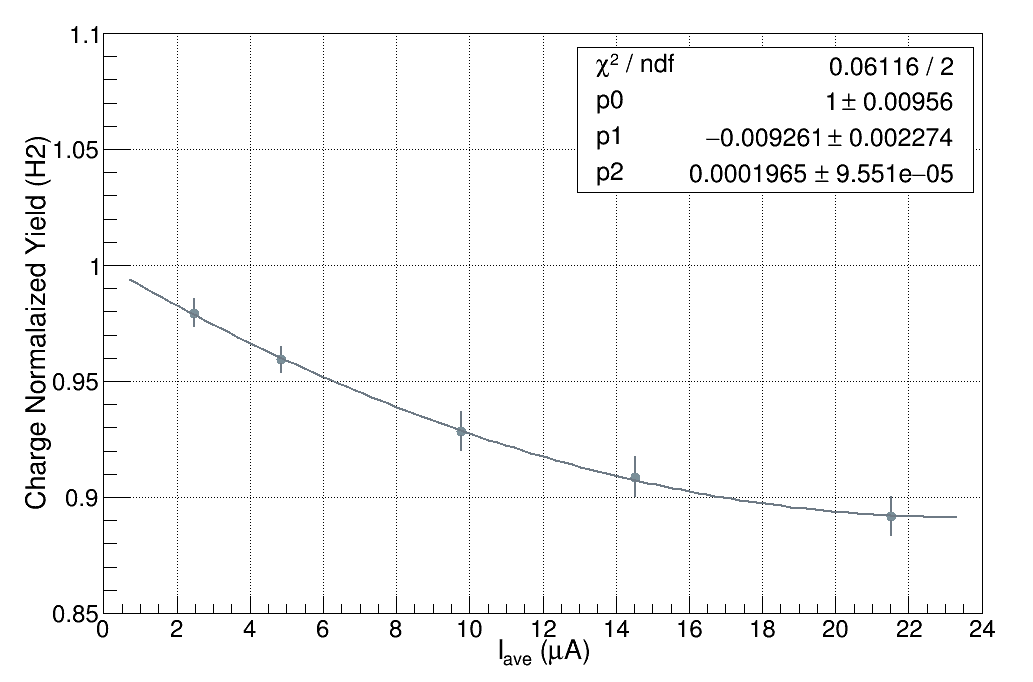 1.1
1.05
1
0.95
0.9
0.85
Charge Normalaized Yield (H2)
χ² / ndf 0.06116 / 2
p0 1 ± 0.00956
p1 −0.009261 ± 0.002274
p2 0.0001965 ± 9.551e−05
0 2 4 6 8 10 12 14 16 18 20 22 24
I_ave (μA)